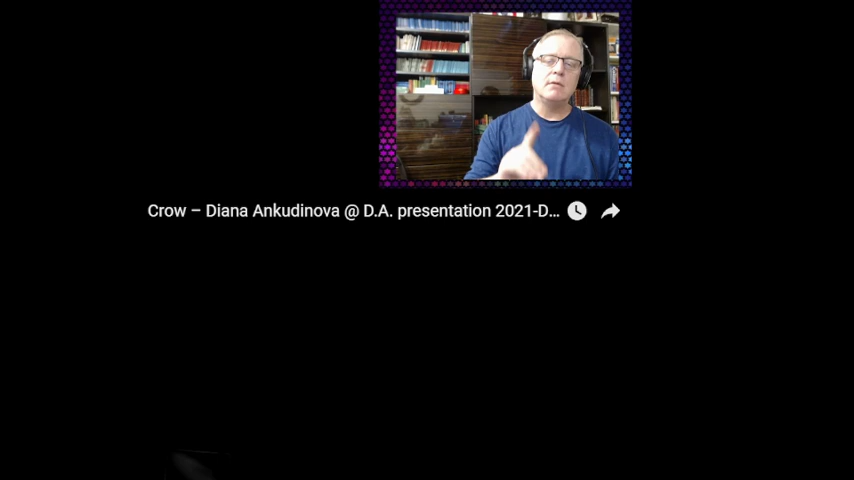 Crow – Diana Ankudinova @ D.A. presentation 2021-D...